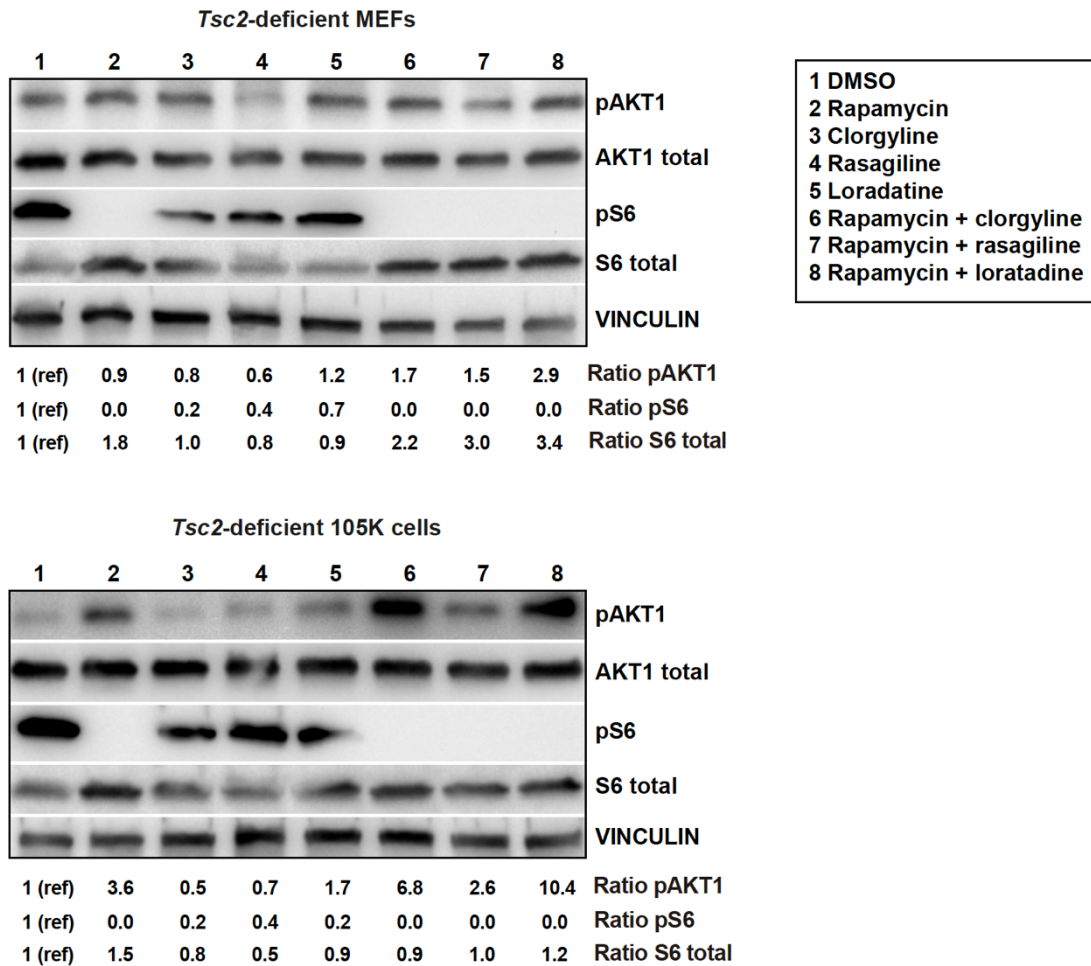 Tsc2-deficient MEFs
1 2 3 4 5 6 7 8
pAKT1
AKT1 total
pS6
S6 total
VINCULIN
1 (ref) 0.9 0.8 0.6 1.2 1.7 1.5 2.9 Ratio pAKT1
1 (ref) 0.0 0.2 0.4 0.7 0.0 0.0 0.0 Ratio pS6
1 (ref) 1.8 1.0 0.8 0.9 2.2 3.0 3.4 Ratio S6 total
1 DMSO
2 Rapamycin
3 Clorgyline
4 Rasagiline
5 Loradatine
6 Rapamycin + clorgyline
7 Rapamycin + rasagiline
8 Rapamycin + loratadine
Tsc2-deficient 105K cells
1 2 3 4 5 6 7 8
pAKT1
AKT1 total
pS6
S6 total
VINCULIN
1 (ref) 3.6 0.5 0.7 1.7 6.8 2.6 10.4 Ratio pAKT1
1 (ref) 0.0 0.2 0.4 0.2 0.0 0.0 0.0 Ratio pS6
1 (ref) 1.5 0.8 0.5 0.9 0.9 1.0 1.2 Ratio S6 total